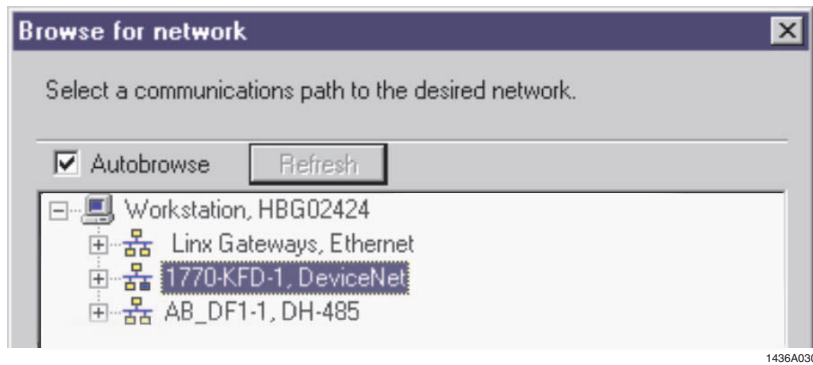 Browse for network
Select a communications path to the desired network.
Autobrowse Refresh
Workstation, HBG02424
Linx Gateways, Ethernet
1770-KFD-1, DeviceNet
AB_DF1-1, DH-485
1436A030